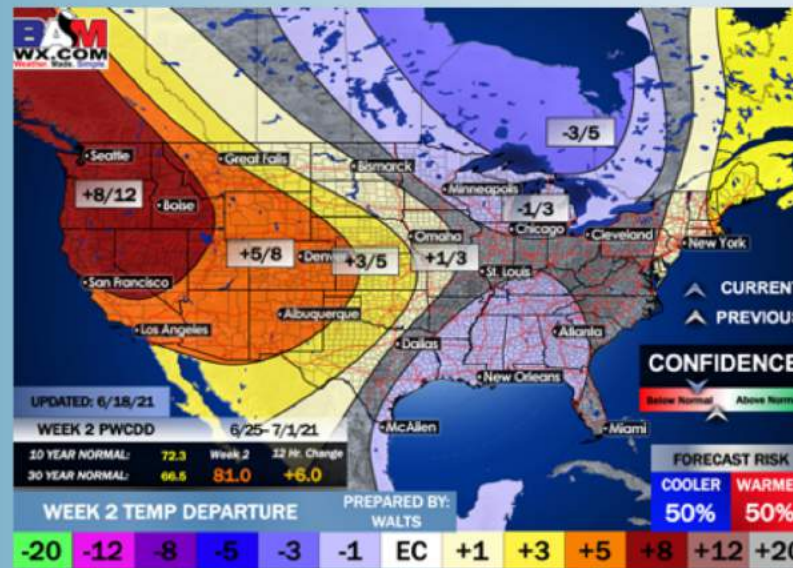 BAM
WX.COM
Weather. Made. Simple.
-3/5
Seattle
Great Falls
Bismarck
+8/12
Boise
Minneapolis
-1/3
Omaha
Chicago
Cleveland
New York
+5/8
Denver
+3/5
+1/3
St. Louis
San Francisco
CURRENT
Albuquerque
PREVIOUS
Los Angeles
Atlanta
Dallas
CONFIDENCE
New Orleans
Below Normal
Above Norm
UPDATED: 6/18/21
WEEK 2 PWCDD 6/25- 7/1/21
McAllen
Miami
10 YEAR NORMAL: 72.3 Week 2 12 Hr. Change
30 YEAR NORMAL: 66.5 81.0 +6.0
FORECAST RISK
COOLER WARME
50% 50%
WEEK 2 TEMP DEPARTURE
PREPARED BY:
WALTS
-20 -12 -8 -5 -3 -1 EC +1 +3 +5 +8 +12 +20